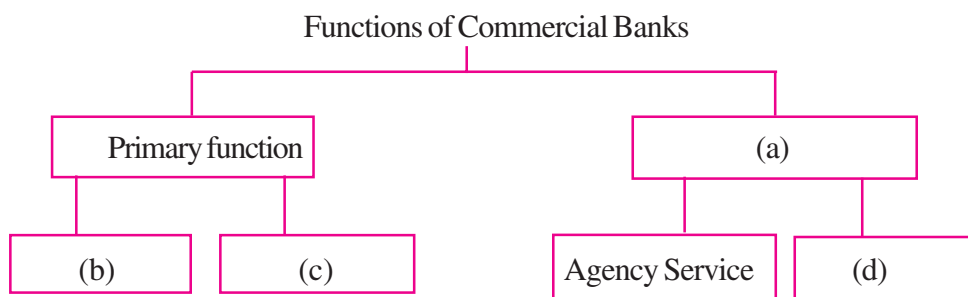 Functions of Commercial Banks
Primary function
(a)
(b)
(c)
Agency Service
(d)